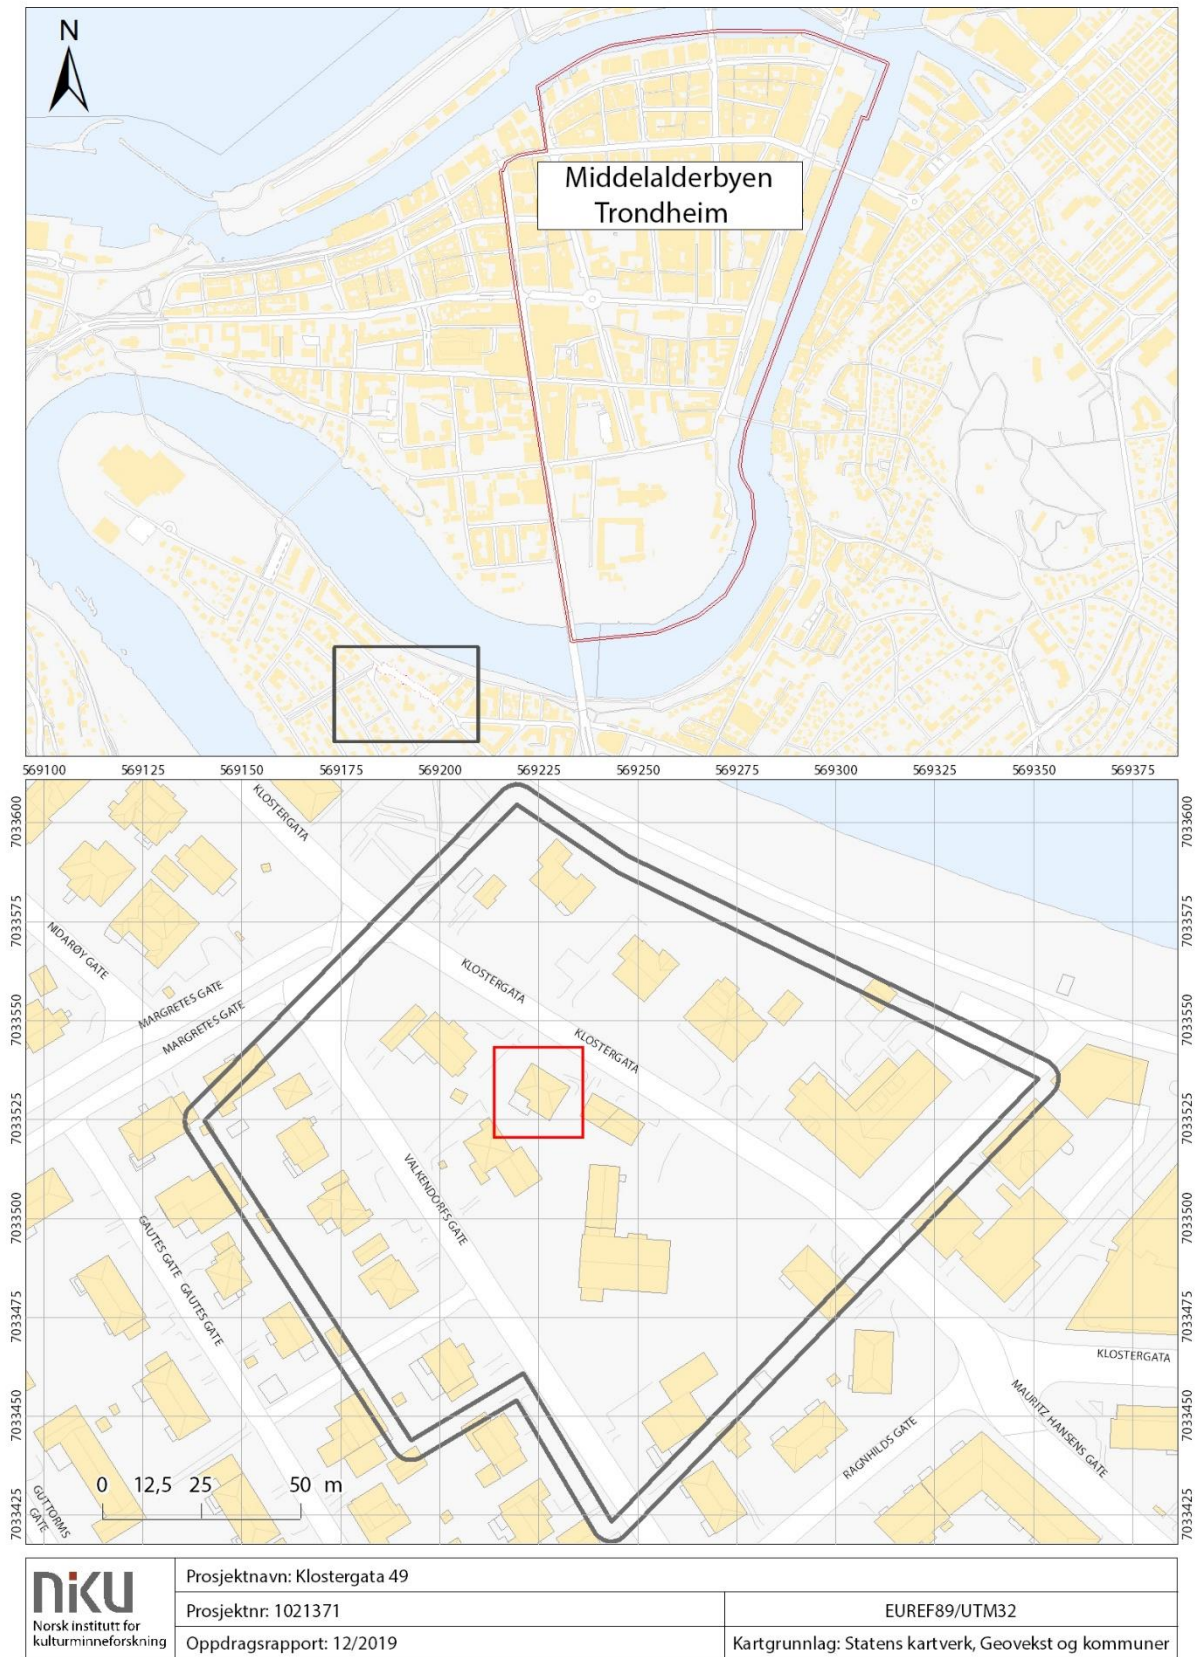 N
Middelalderbyen
Trondheim
569100 569125 569150 569175 569200 569225 569250 569275 569300 569325 569350 569375
7033600 7033600
7033575 7033575
7033550 7033550
7033525 7033525
7033500 7033500
7033475 7033475
7033450 7033450
7033425 7033425
KLOSTERGATA
NIDARØY GATE
MARGRETES GATE
MARGRETES GATE
KLOSTERGATA
KLOSTERGATA
VALKENDORFS GATE
GAUTES GATE GAUTES GATE
KLOSTERGATA
MAURITZ HANSENS GATE
RAGNHILDS GATE
GUTTORMS
GATE
0 12,5 25 50 m
niku
Norsk institutt for
kulturminneforskning
Prosjektnavn: Klostergata 49
Prosjektnr: 1021371
EUREF89/UTM32
Oppdragsrapport: 12/2019
Kartgrunnlag: Statens kartverk, Geovekst og kommuner